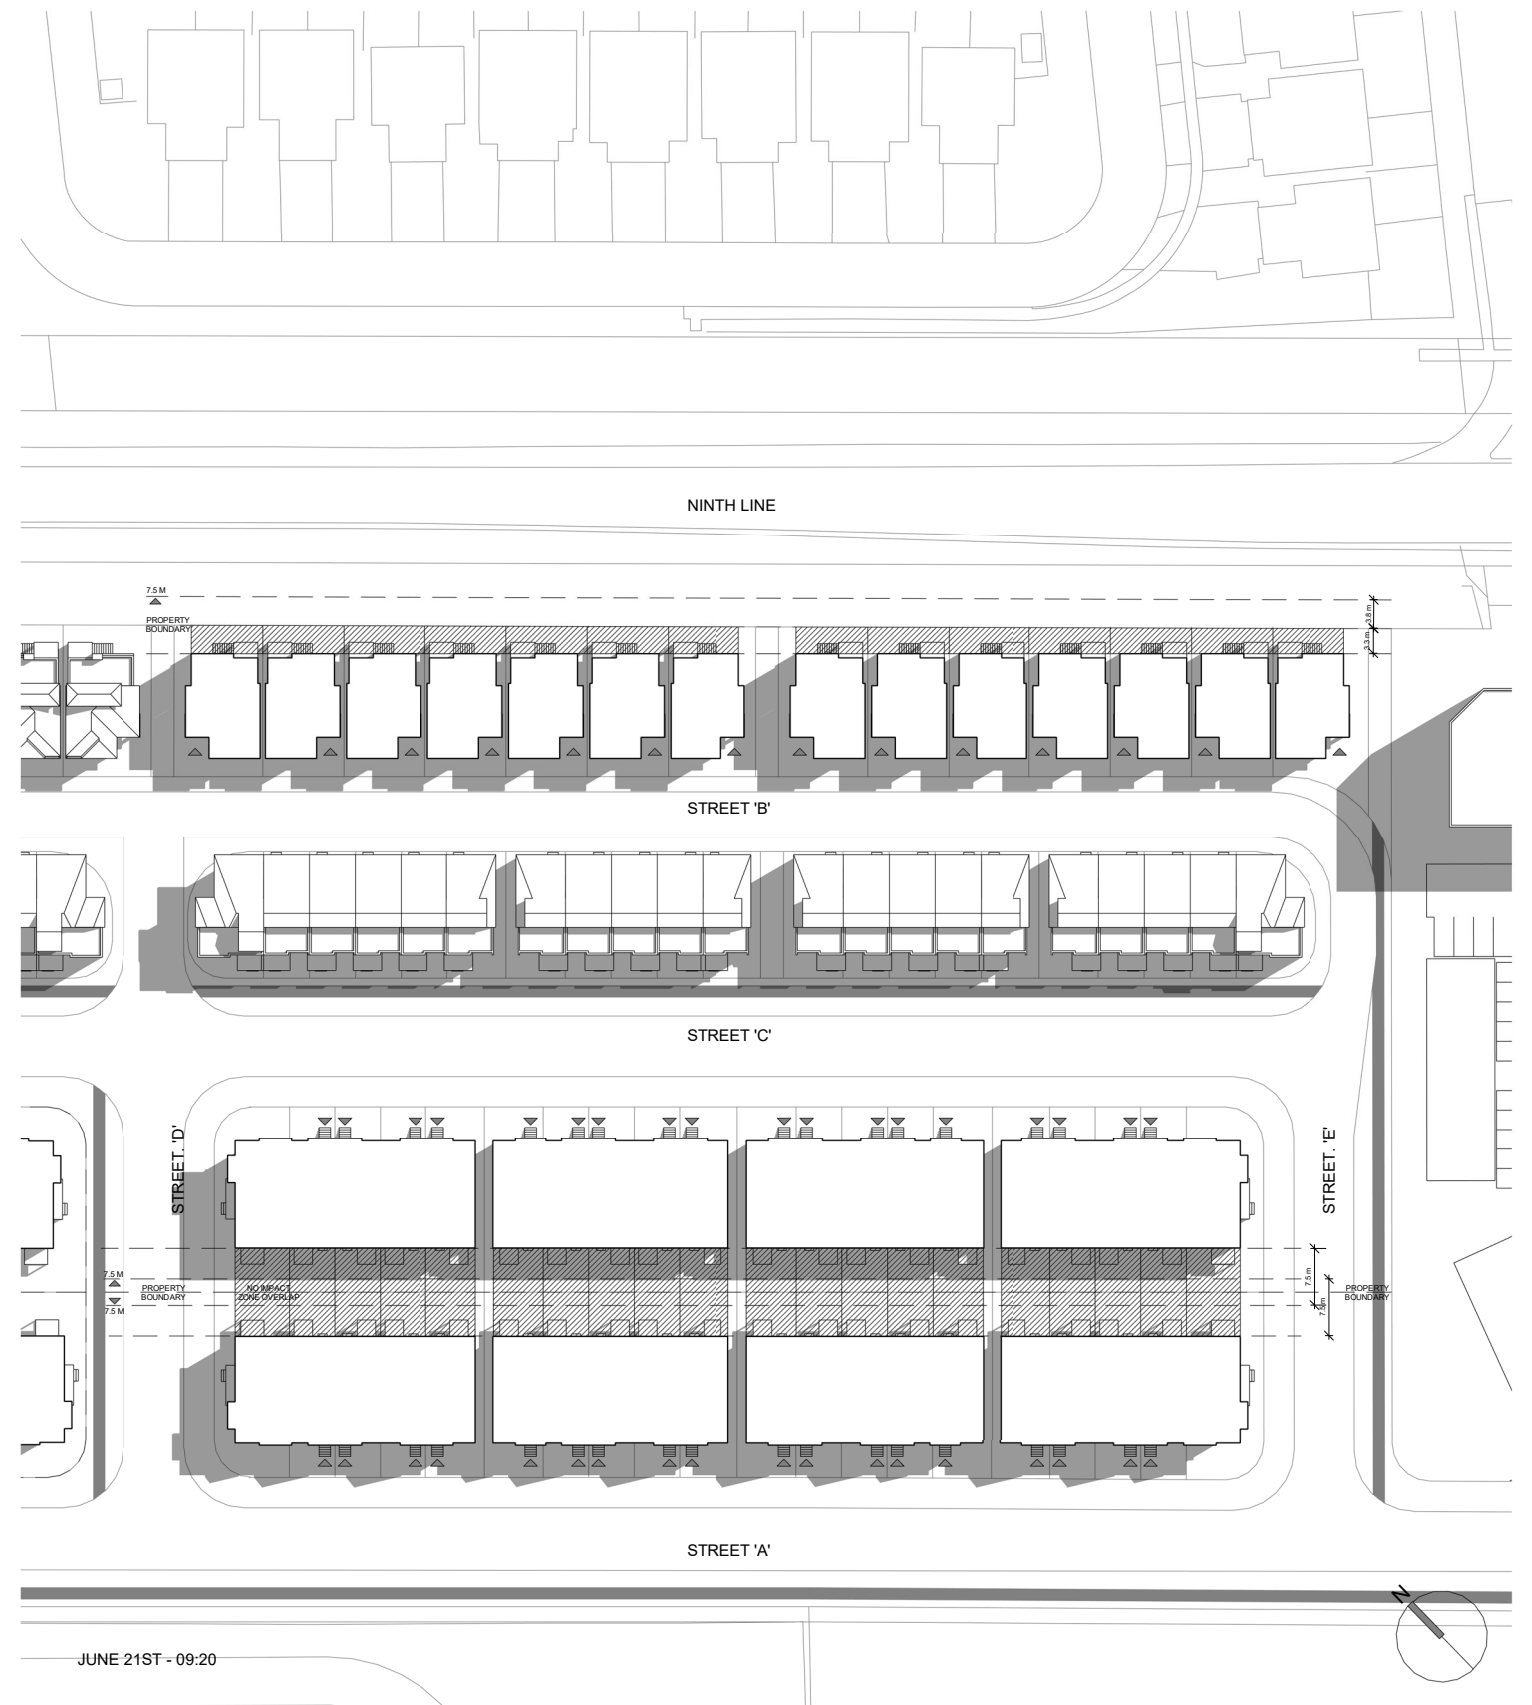 NINTH LINE
7.5 M
PROPERTY
BOUNDARY
3.8 m
3.3 m
STREET 'B'
STREET 'C'
STREET. 'D'
STREET. 'E'
7.5 M
PROPERTY
BOUNDARY
NO IMPACT
ZONE OVERLAP
7.5 M
7.5 m
7.5 m
PROPERTY
BOUNDARY
STREET 'A'
N
JUNE 21ST - 09:20